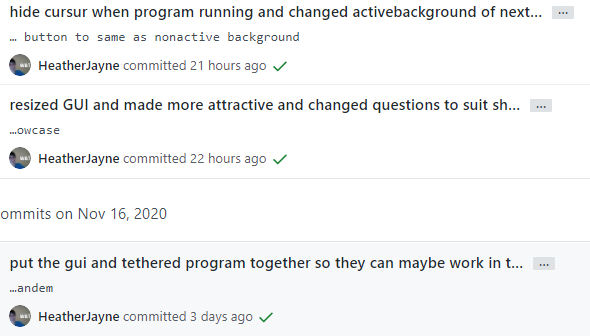 hide cursur when program running and changed activebackground of next... ...
... button to same as nonactive background
HeatherJayne committed 21 hours ago
resized GUI and made more attractive and changed questions to suit sh... ...
...owcase
HeatherJayne committed 22 hours ago
ommits on Nov 16, 2020
put the gui and tethered program together so they can maybe work in t... ...
...andem
HeatherJayne committed 3 days ago